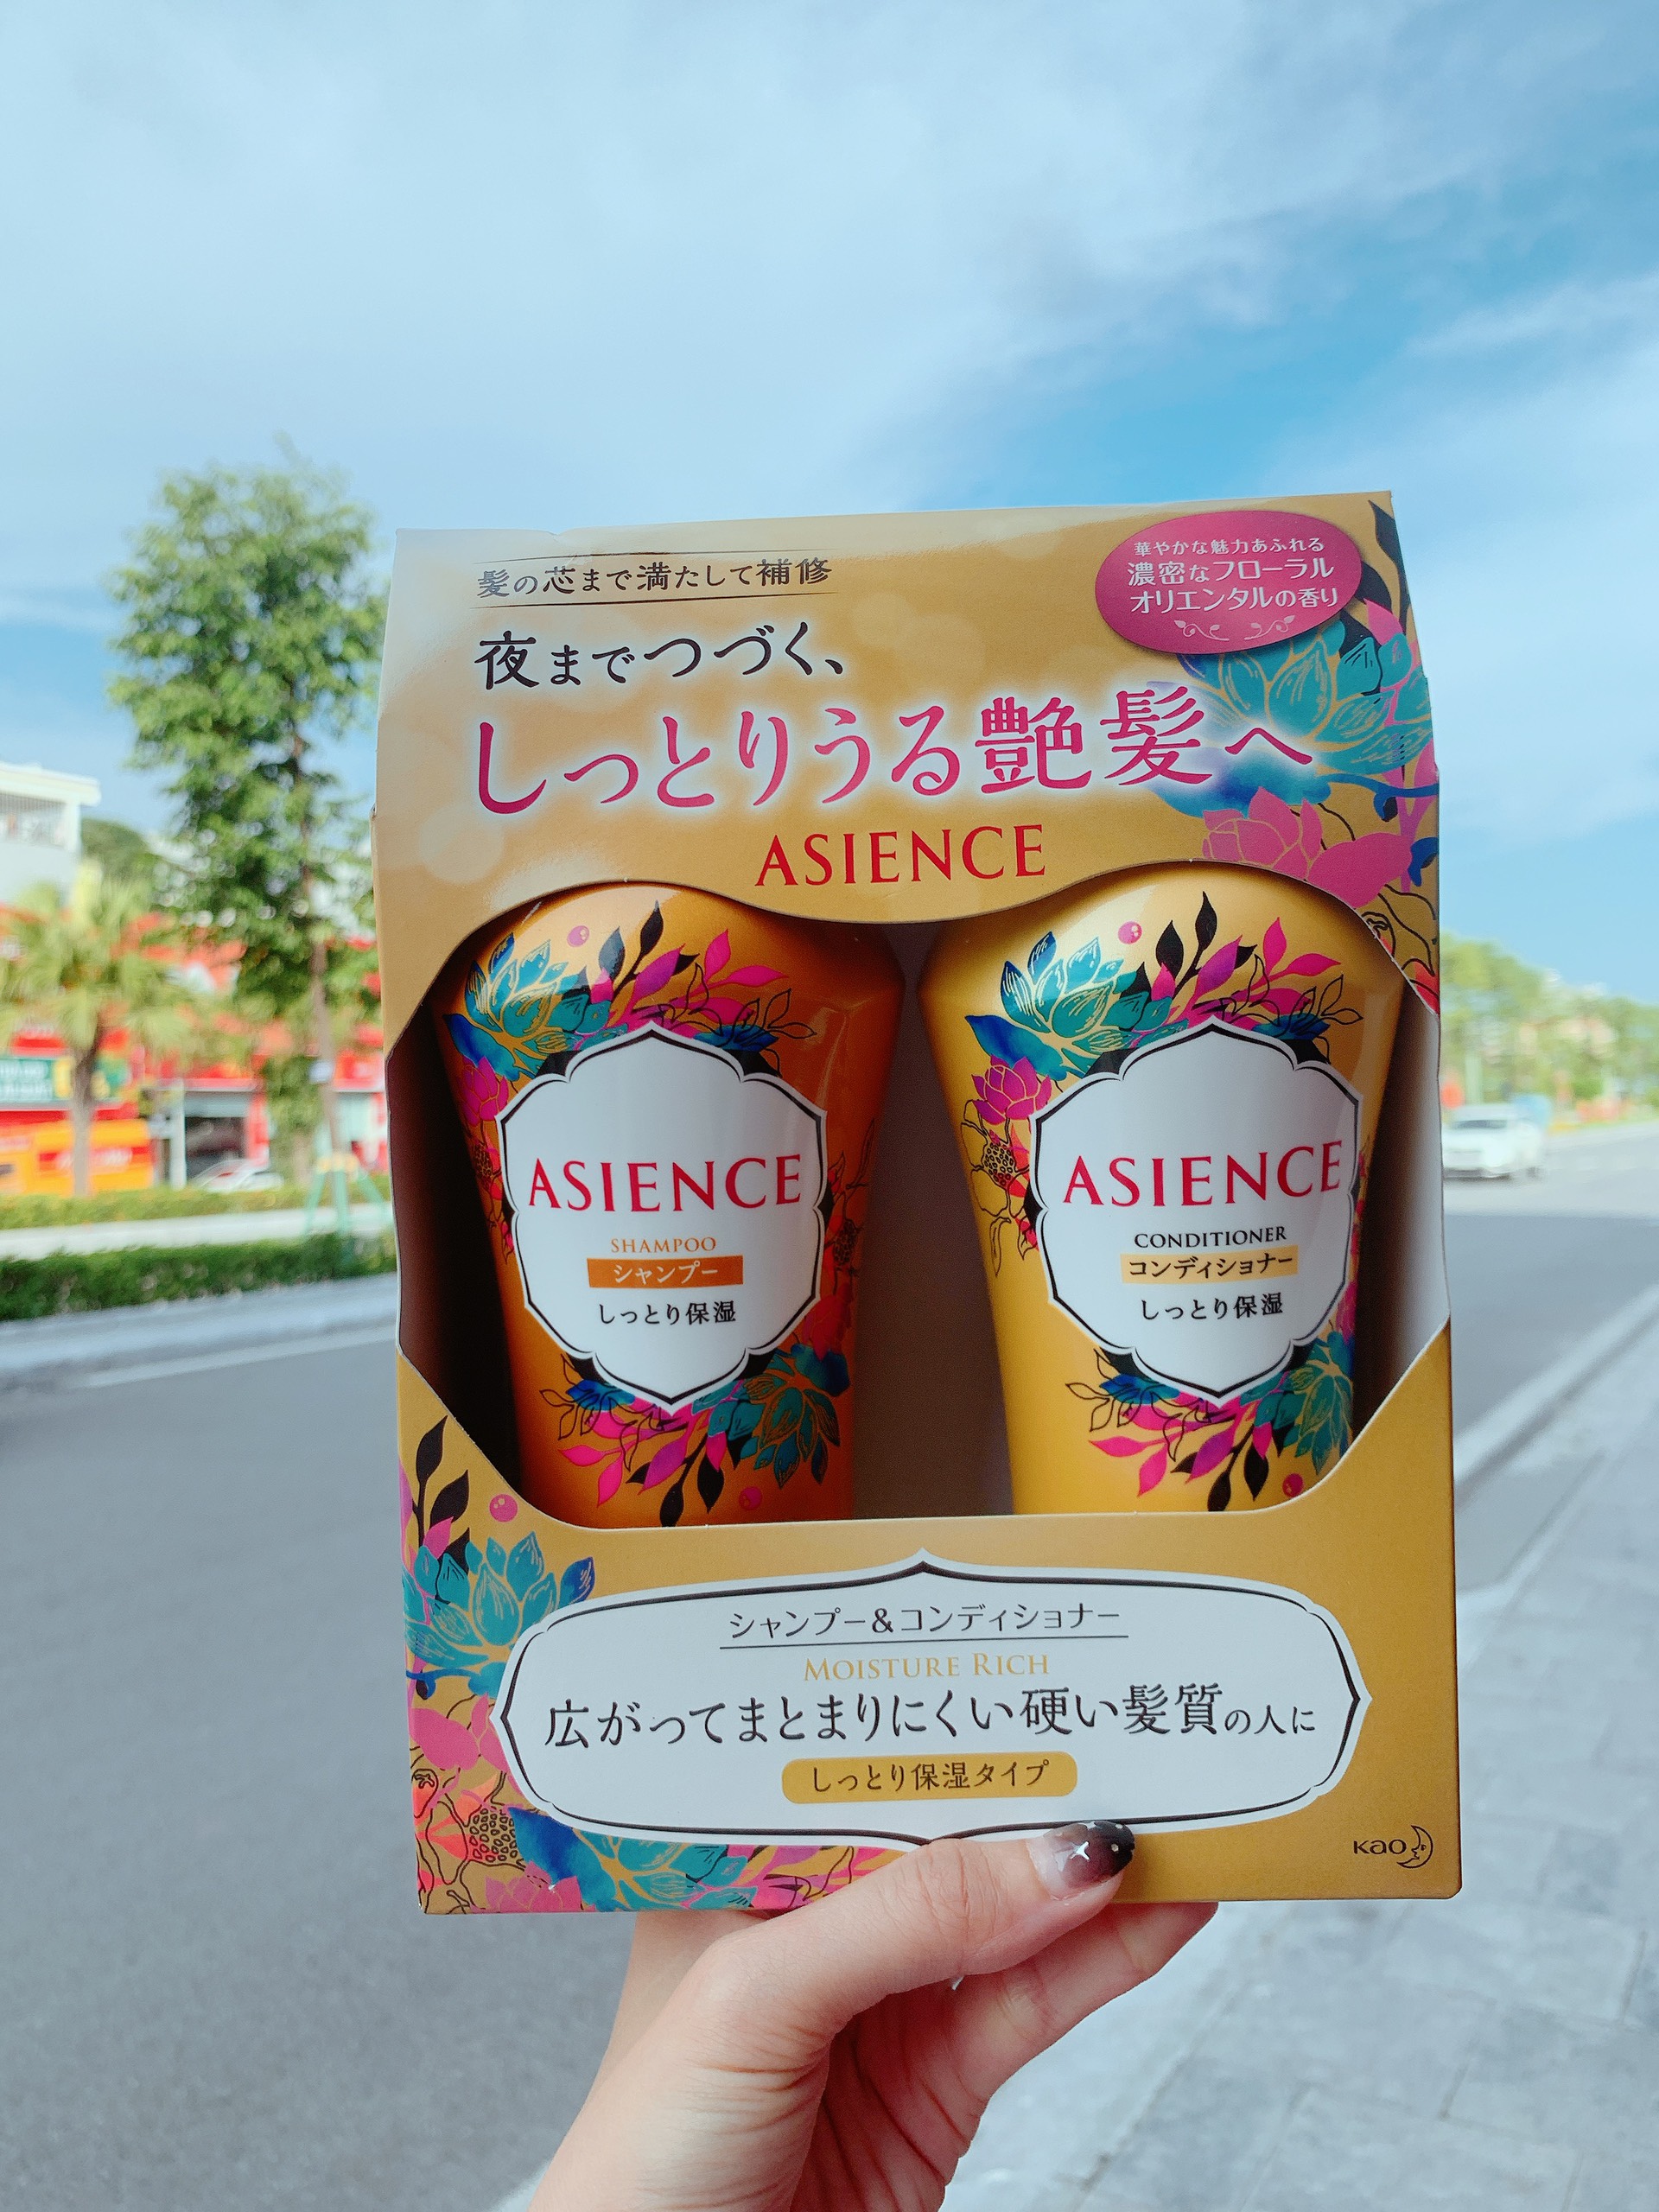 髪の芯まで満たして補修
華やかな魅力あふれる
濃密なフローラル
オリエンタルの香り
夜までつづく、
しっとりうる艶髪へ
ASIENCE
ASIENCE
SHAMPOO
シャンプー
しっとり保湿
ASIENCE
CONDITIONER
コンディショナー
しっとり保湿
シャンプー&コンディショナー
MOISTURE RICH
広がってまとまりにくい硬い髪質の人に
しっとり保湿タイプ
Kao